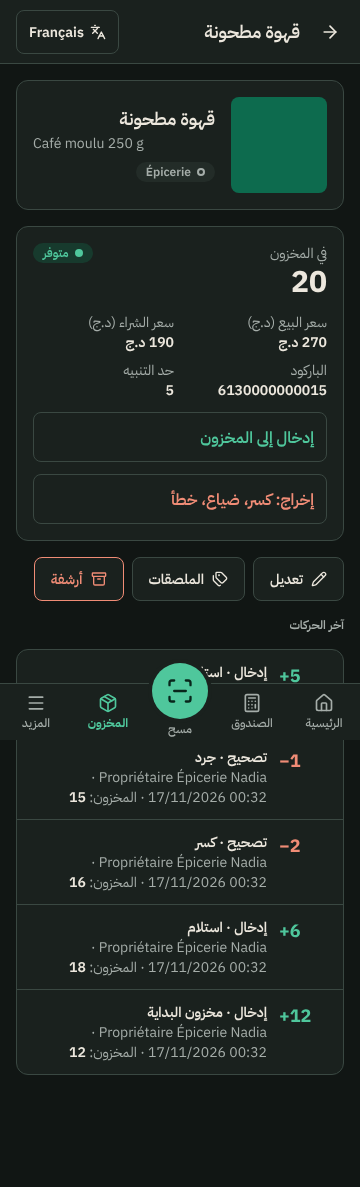 قهوة مطحونة
Français
قهوة مطحونة
Café moulu 250 g
Épicerie
في المخزون
متوفر
20
سعر البيع (د.ج)
270 د.ج
سعر الشراء (د.ج)
190 د.ج
الباركود
6130000000015
حد التنبيه
5
إدخال إلى المخزون
إخراج: كسر، ضياع، خطأ
تعديل
الملصقات
أرشفة
آخر الحركات
+5
إدخال ·
الرئيسية
الصندوق
مسح
المخزون
المزيد
−1
تصحيح · جرد
Propriétaire Épicerie Nadia ·
17/11/2026 00:32 · المخزون: 15
−2
تصحيح · كسر
Propriétaire Épicerie Nadia ·
17/11/2026 00:32 · المخزون: 16
+6
إدخال · استلام
Propriétaire Épicerie Nadia ·
17/11/2026 00:32 · المخزون: 18
+12
إدخال · مخزون البداية
Propriétaire Épicerie Nadia ·
17/11/2026 00:32 · المخزون: 12